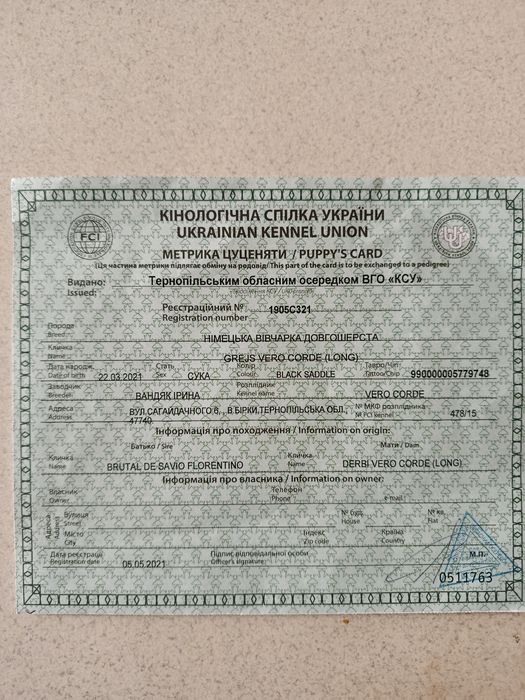 КІНОЛОГІЧНА СПІЛКА УКРАЇНИ
UKRAINIAN KENNEL UNION
FCI
МЕТРИКА ЦУЦЕНЯТИ / PUPPY'S CARD
(Ця частина метрики підлягає обміну на родовід/ This part of the card is to be exchanged to a pedigree)
Видано: Тернопільським обласним осередком ВГО «КСУ»
Issued:
Реєстраційний № 1905C321
Registration number
Порода НІМЕЦЬКА ВІВЧАРКА ДОВГОШЕРСТА
Breed
Кличка GREJS VERO CORDE (LONG)
Name
Дата народж. 22.03.2021 Стать СУКА Колір BLACK SADDLE Тавро/Чіп 990000005779748
Date of birth Sex Colour Tattoo/Chip
Заводчик ВАНДЯК ІРИНА Розплідник VERO CORDE
Breeder Kennel
Адреса ВУЛ.САГАЙДАЧНОГО,6, , В.БІРКИ,ТЕРНОПІЛЬСЬКА ОБЛ., 47740 № МКФ розплідника 478/15
Address № FCI kennel
Інформація про походження / Information on origin:
Батько / Sire Мати / Dam
Кличка BRUTAL DE SAVIO FLORENTINO Кличка DERBI VERO CORDE (LONG)
Name Name
Інформація про власника / Information on owner:
Власник Телефон
Owner Phone e-mail
Адреса Вулиця № буд. № кв.
Address Street House Flat
Місто Індекс Країна
City Zip code Country
Дата реєстрації 05.05.2021 Підпис відповідальної особи М.П.
Registration date Officer's signature:
0511763